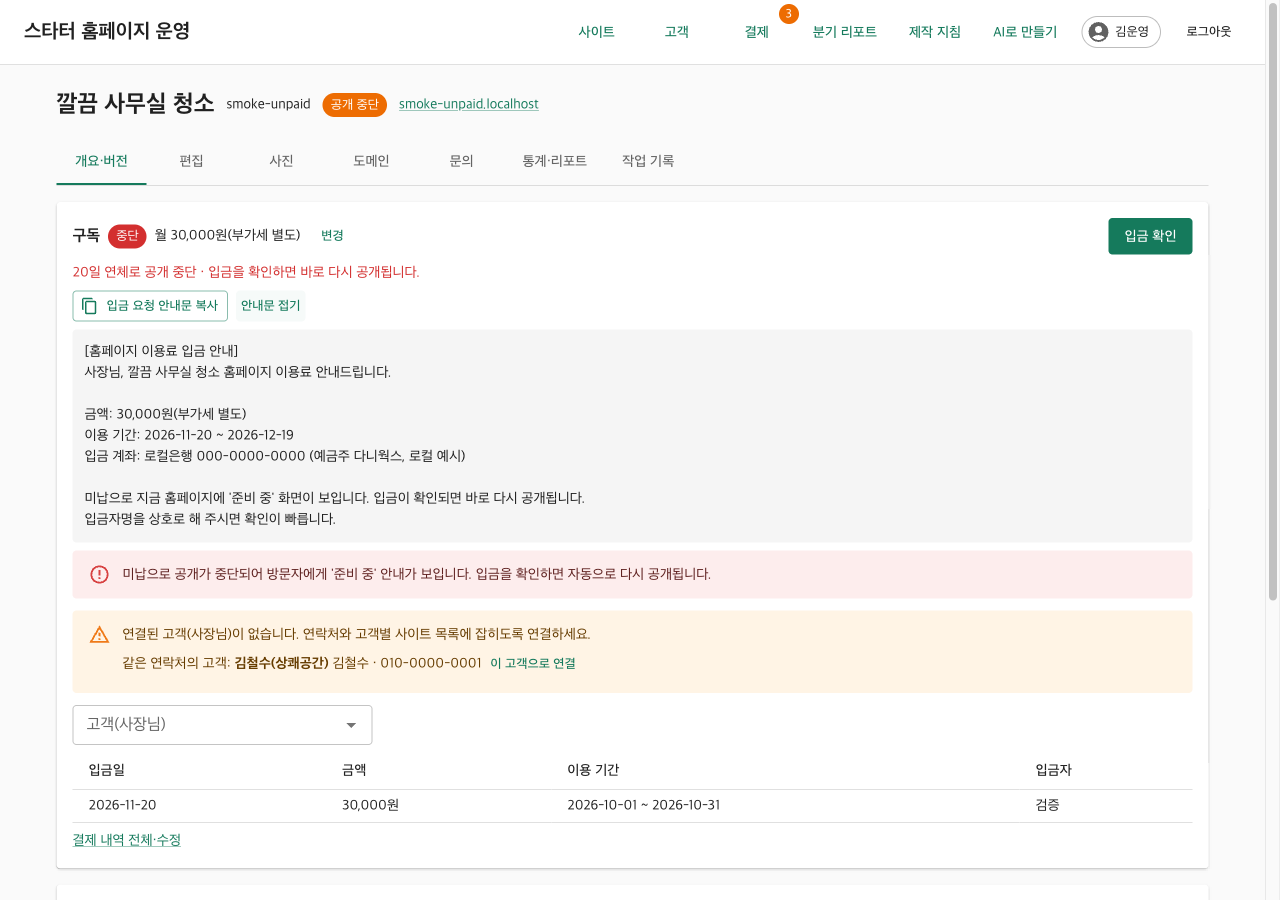 스타터 홈페이지 운영
사이트
고객
결제
3
분기 리포트
제작 지침
AI로 만들기
김운영
로그아웃
깔끔 사무실 청소
smoke-unpaid
공개 중단
smoke-unpaid.localhost
개요·버전
편집
사진
도메인
문의
통계·리포트
작업 기록
구독
중단
월 30,000원(부가세 별도)
변경
입금 확인
20일 연체로 공개 중단 · 입금을 확인하면 바로 다시 공개됩니다.
입금 요청 안내문 복사
안내문 접기
[홈페이지 이용료 입금 안내]
사장님, 깔끔 사무실 청소 홈페이지 이용료 안내드립니다.
금액: 30,000원(부가세 별도)
이용 기간: 2026-11-20 ~ 2026-12-19
입금 계좌: 로컬은행 000-0000-0000 (예금주 다니웍스, 로컬 예시)
미납으로 지금 홈페이지에 '준비 중' 화면이 보입니다. 입금이 확인되면 바로 다시 공개됩니다.
입금자명을 상호로 해 주시면 확인이 빠릅니다.
미납으로 공개가 중단되어 방문자에게 '준비 중' 안내가 보입니다. 입금을 확인하면 자동으로 다시 공개됩니다.
연결된 고객(사장님)이 없습니다. 연락처와 고객별 사이트 목록에 잡히도록 연결하세요.
같은 연락처의 고객: 김철수(상쾌공간) 김철수 · 010-0000-0001 이 고객으로 연결
고객(사장님)
입금일 금액 이용 기간 입금자
2026-11-20 30,000원 2026-10-01 ~ 2026-10-31 검증
결제 내역 전체·수정